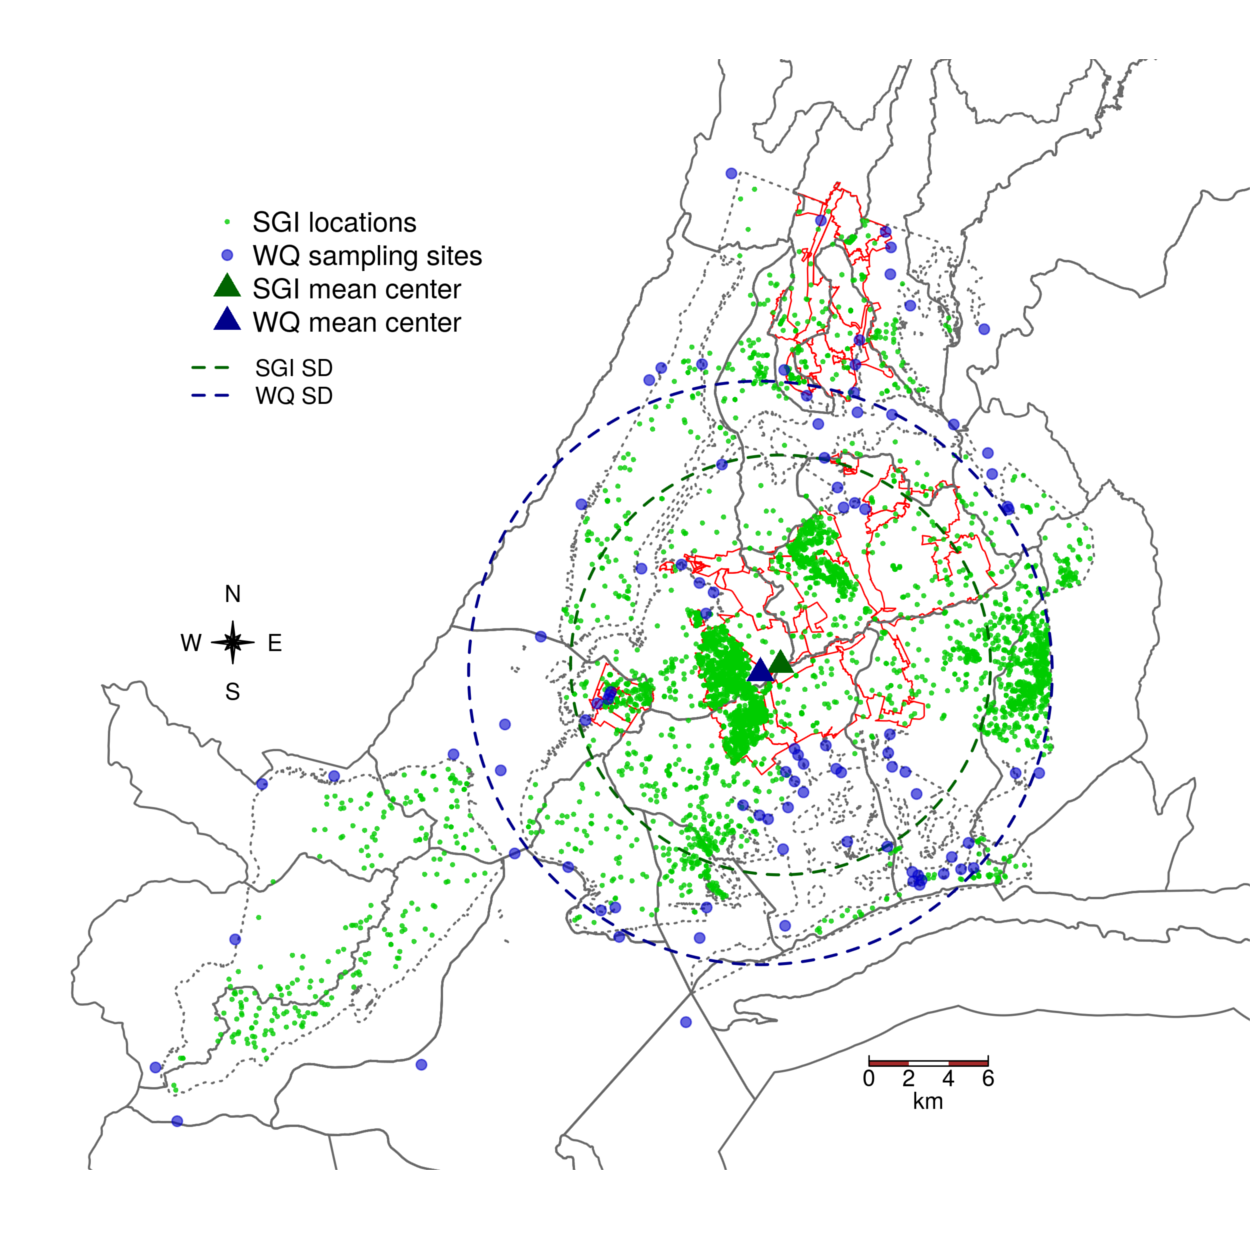 SGI locations
WQ sampling sites
SGI mean center
WQ mean center
SGI SD
WQ SD
N
W E
S
0 2 4 6
km